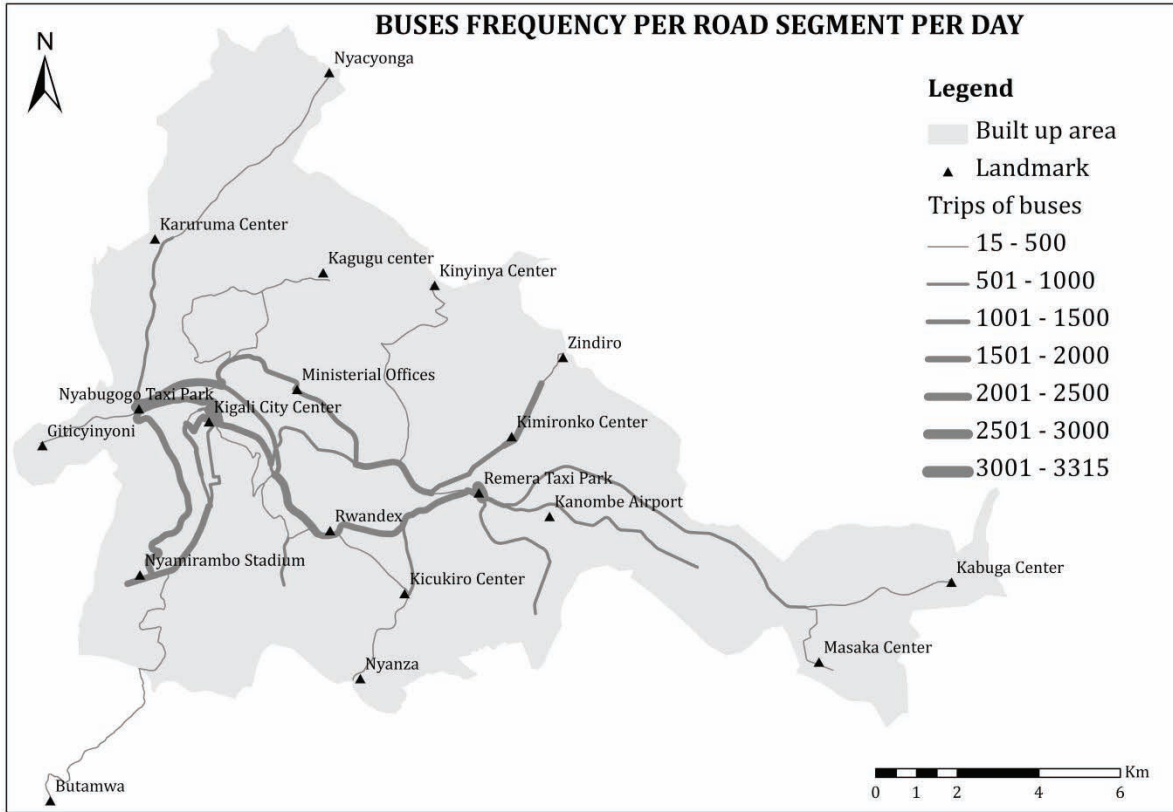 BUSES FREQUENCY PER ROAD SEGMENT PER DAY
N
Nyacyonga
Legend
Built up area
Landmark
Trips of buses
15 - 500
501 - 1000
1001 - 1500
1501 - 2000
2001 - 2500
2501 - 3000
3001 - 3315
Karuruma Center
Kagugu center
Kinyinya Center
Zindiro
Ministerial Offices
Nyabugogo Taxi Park
Kigali City Center
Giticyinyoni
Kimironko Center
Remera Taxi Park
Kanombe Airport
Rwandex
Nyamirambo Stadium
Kicukiro Center
Kabuga Center
Masaka Center
Nyanza
Butamwa
Km
0 1 2 4 6